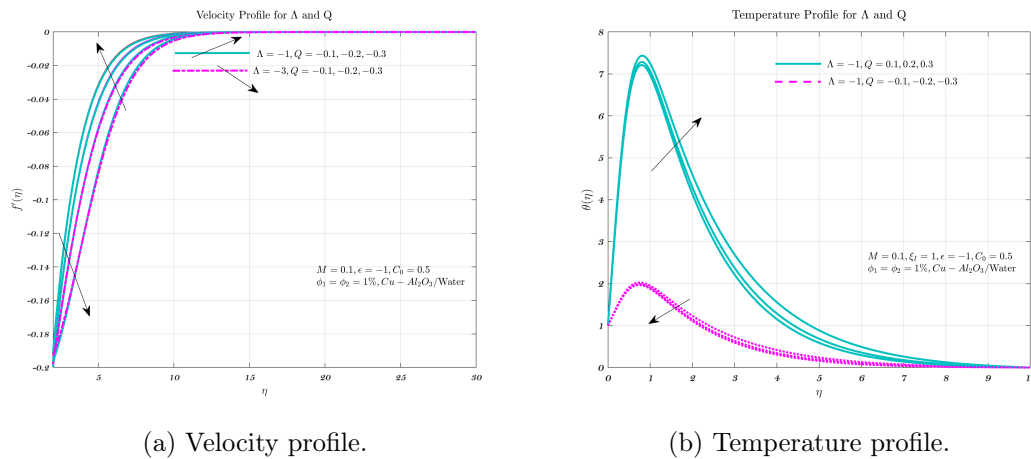 Velocity Profile for Λ and Q
0
-0.02
-0.04
-0.06
-0.08
-0.1
-0.12
-0.14
-0.16
-0.18
-0.2
f'(η)
Λ = −1, Q = −0.1, −0.2, −0.3
Λ = −3, Q = −0.1, −0.2, −0.3
M = 0.1, ϵ = −1, C₀ = 0.5
ϕ₁ = ϕ₂ = 1%, Cu − Al₂O₃/Water
5 10 15 20 25 30
η
(a) Velocity profile.
Temperature Profile for Λ and Q
8
7
6
5
4
3
2
1
0
θ(η)
Λ = −1, Q = 0.1, 0.2, 0.3
Λ = −1, Q = −0.1, −0.2, −0.3
M = 0.1, ξ_I = 1, ϵ = −1, C₀ = 0.5
ϕ₁ = ϕ₂ = 1%, Cu − Al₂O₃/Water
0 1 2 3 4 5 6 7 8 9 1
η
(b) Temperature profile.